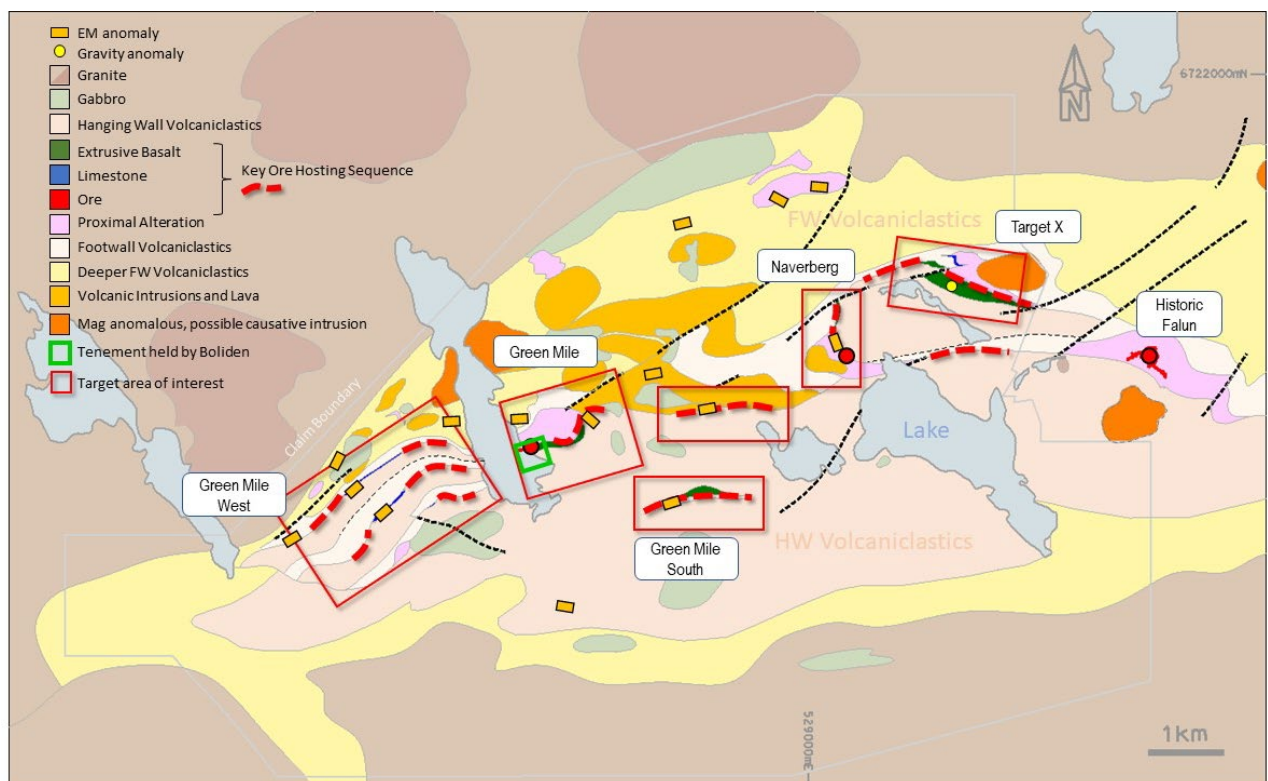 EM anomaly
Gravity anomaly
Granite
Gabbro
Hanging Wall Volcaniclastics
Extrusive Basalt
Limestone
Key Ore Hosting Sequence
Ore
Proximal Alteration
Footwall Volcaniclastics
Deeper FW Volcaniclastics
Volcanic Intrusions and Lava
Mag anomalous, possible causative intrusion
Tenement held by Boliden
Target area of interest
6722000mN
N
FW Volcaniclastics
Target X
Naverberg
Historic
Falun
Green Mile
Claim Boundary
Lake
Green Mile
West
Green Mile
South
HW Volcaniclastics
529000mE
1km